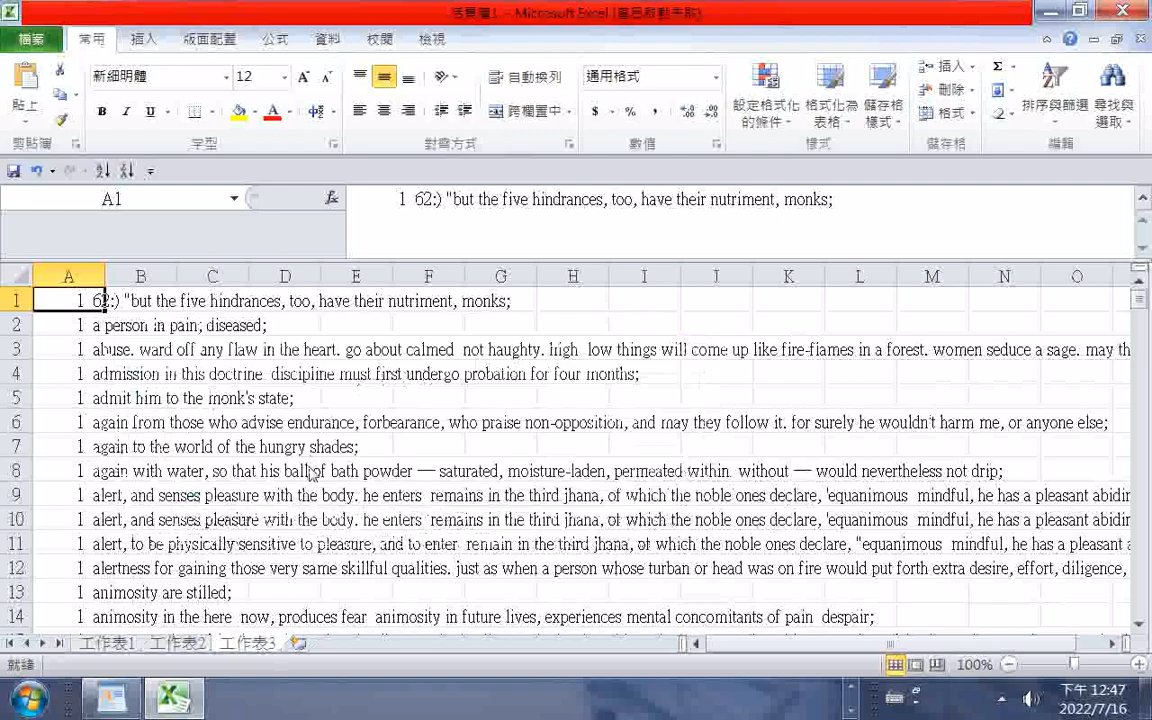 活頁簿1 - Microsoft Excel (產品啟動失敗)
檔案 常用 插入 版面配置 公式 資料 校閱 檢視
新細明體 12 自動列 通用格式 插入
貼上 跨欄置中 設定格式化的條件 格式化為表格 儲存格樣式 刪除 排序與篩選 尋找與選取
格式
剪貼簿 字型 對齊方式 數值 樣式 儲存格 編輯
A1 fx 1 62:) "but the five hindrances, too, have their nutriment, monks;
A B C D E F G H I J K L M N O
1 1 62:) "but the five hindrances, too, have their nutriment, monks;
2 1 a person in pain; diseased;
3 1 abuse. ward off any flaw in the heart. go about calmed not haughty. high low things will come up like fire-flames in a forest. women seduce a sage. may th
4 1 admission in this doctrine discipline must first undergo probation for four months;
5 1 admit him to the monk's state;
6 1 again from those who advise endurance, forbearance, who praise non-opposition, and may they follow it. for surely he wouldn't harm me, or anyone else;
7 1 again to the world of the hungry shades;
8 1 again with water, so that his ball of bath powder — saturated, moisture-laden, permeated within without — would nevertheless not drip;
9 1 alert, and senses pleasure with the body. he enters remains in the third jhana, of which the noble ones declare, 'equanimous mindful, he has a pleasant abidin
10 1 alert, and senses pleasure with the body. he enters remains in the third jhana, of which the noble ones declare, 'equanimous mindful, he has a pleasant abidin
11 1 alert, to be physically sensitive to pleasure, and to enter remain in the third jhana, of which the noble ones declare, "equanimous mindful, he has a pleasant a
12 1 alertness for gaining those very same skillful qualities. just as when a person whose turban or head was on fire would put forth extra desire, effort, diligence,
13 1 animosity are stilled;
14 1 animosity in the here now, produces fear animosity in future lives, experiences mental concomitants of pain despair;
工作表1 工作表2 工作表3
就緒 100%
下午 12:47
2022/7/16